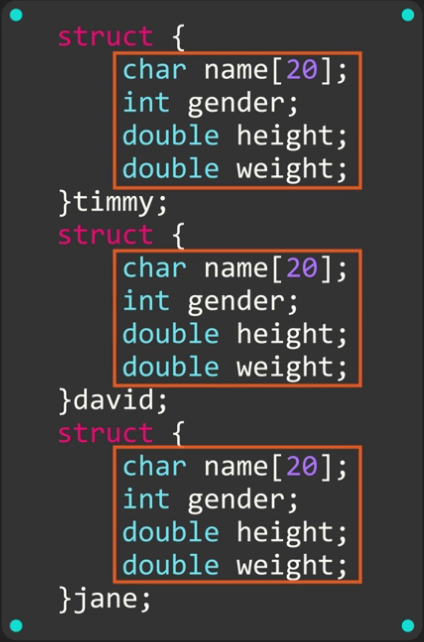 struct {
char name[20];
int gender;
double height;
double weight;
}timmy;
struct {
char name[20];
int gender;
double height;
double weight;
}david;
struct {
char name[20];
int gender;
double height;
double weight;
}jane;